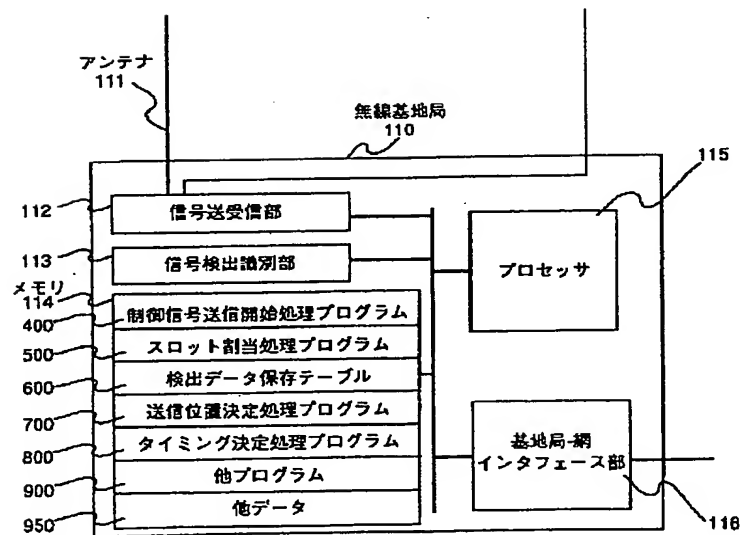 アンテナ
111
無線基地局
110
115
112
信号送受信部
113
信号検出識別部
プロセッサ
メモリ
114
400
制御信号送信開始処理プログラム
500
スロット割当処理プログラム
600
検出データ保存テーブル
700
送信位置決定処理プログラム
800
タイミング決定処理プログラム
基地局-網
インタフェース部
900
他プログラム
950
他データ
116